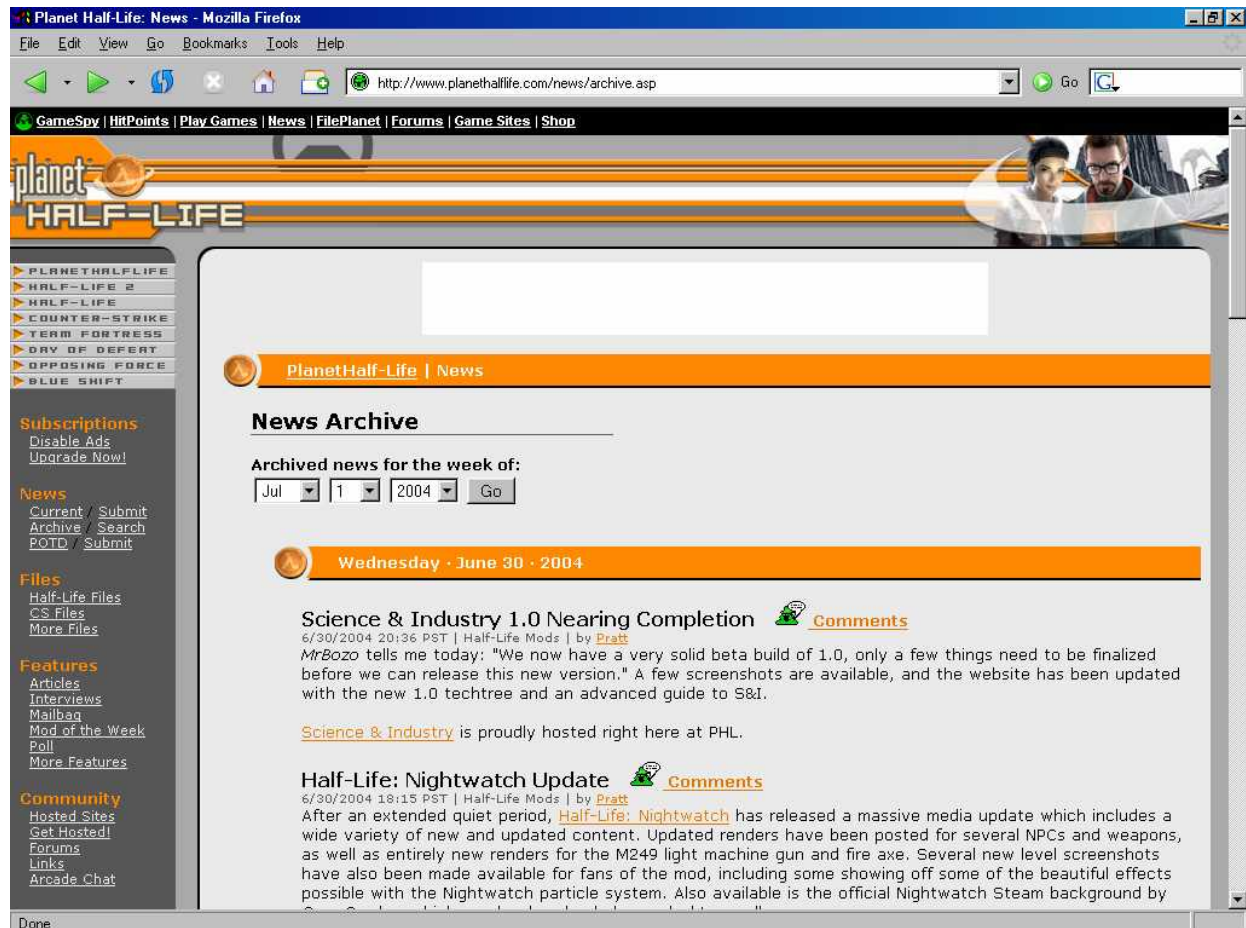 Planet Half-Life: News - Mozilla Firefox
File Edit View Go Bookmarks Tools Help
http://www.planethalflife.com/news/archive.asp Go G
GameSpy | HitPoints | Play Games | News | FilePlanet | Forums | Game Sites | Shop
planet
HALF-LIFE
PLANETHALFLIFE
HALF-LIFE 2
HALF-LIFE
COUNTER-STRIKE
TEAM FORTRESS
DAY OF DEFEAT
OPPOSING FORCE
BLUE SHIFT
Subscriptions
Disable Ads
Upgrade Now!
News
Current / Submit
Archive / Search
POTD / Submit
Files
Half-Life Files
CS Files
More Files
Features
Articles
Interviews
Mailbag
Mod of the Week
Poll
More Features
Community
Hosted Sites
Get Hosted!
Forums
Links
Arcade Chat
PlanetHalf-Life | News
News Archive
Archived news for the week of:
Jul 1 2004 Go
Wednesday · June 30 · 2004
Science & Industry 1.0 Nearing Completion Comments
6/30/2004 20:36 PST | Half-Life Mods | by Pratt
MrBozo tells me today: "We now have a very solid beta build of 1.0, only a few things need to be finalized
before we can release this new version." A few screenshots are available, and the website has been updated
with the new 1.0 techtree and an advanced guide to S&I.
Science & Industry is proudly hosted right here at PHL.
Half-Life: Nightwatch Update Comments
6/30/2004 18:15 PST | Half-Life Mods | by Pratt
After an extended quiet period, Half-Life: Nightwatch has released a massive media update which includes a
wide variety of new and updated content. Updated renders have been posted for several NPCs and weapons,
as well as entirely new renders for the M249 light machine gun and fire axe. Several new level screenshots
have also been made available for fans of the mod, including some showing off some of the beautiful effects
possible with the Nightwatch particle system. Also available is the official Nightwatch Steam background by
Done